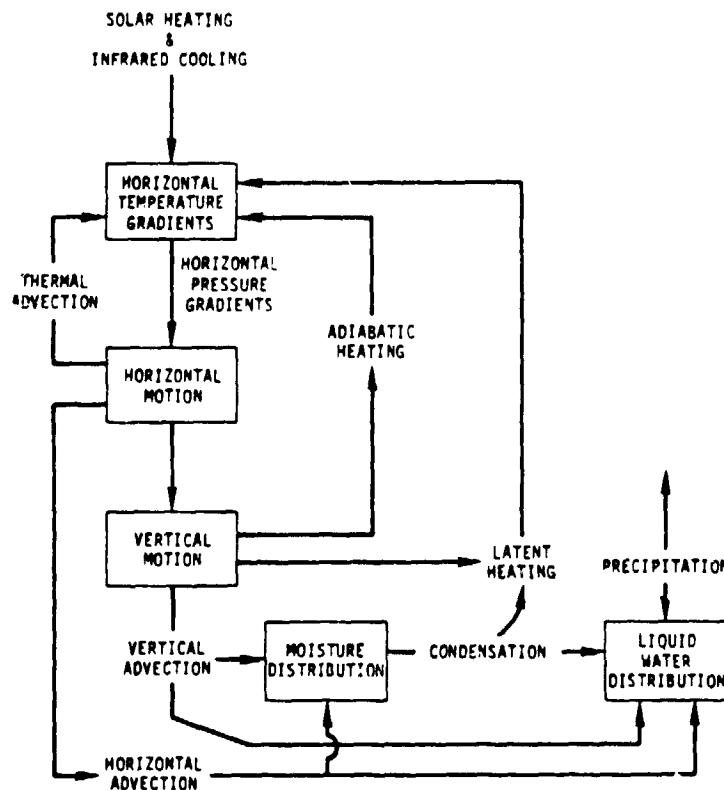 SOLAR HEATING
&
INFRARED COOLING
HORIZONTAL
TEMPERATURE
GRADIENTS
HORIZONTAL
PRESSURE
GRADIENTS
THERMAL
ADVECTION
ADIABATIC
HEATING
HORIZONTAL
MOTION
VERTICAL
MOTION
LATENT
HEATING
PRECIPITATION
VERTICAL
ADVECTION
MOISTURE
DISTRIBUTION
CONDENSATION
LIQUID
WATER
DISTRIBUTION
HORIZONTAL
ADVECTION